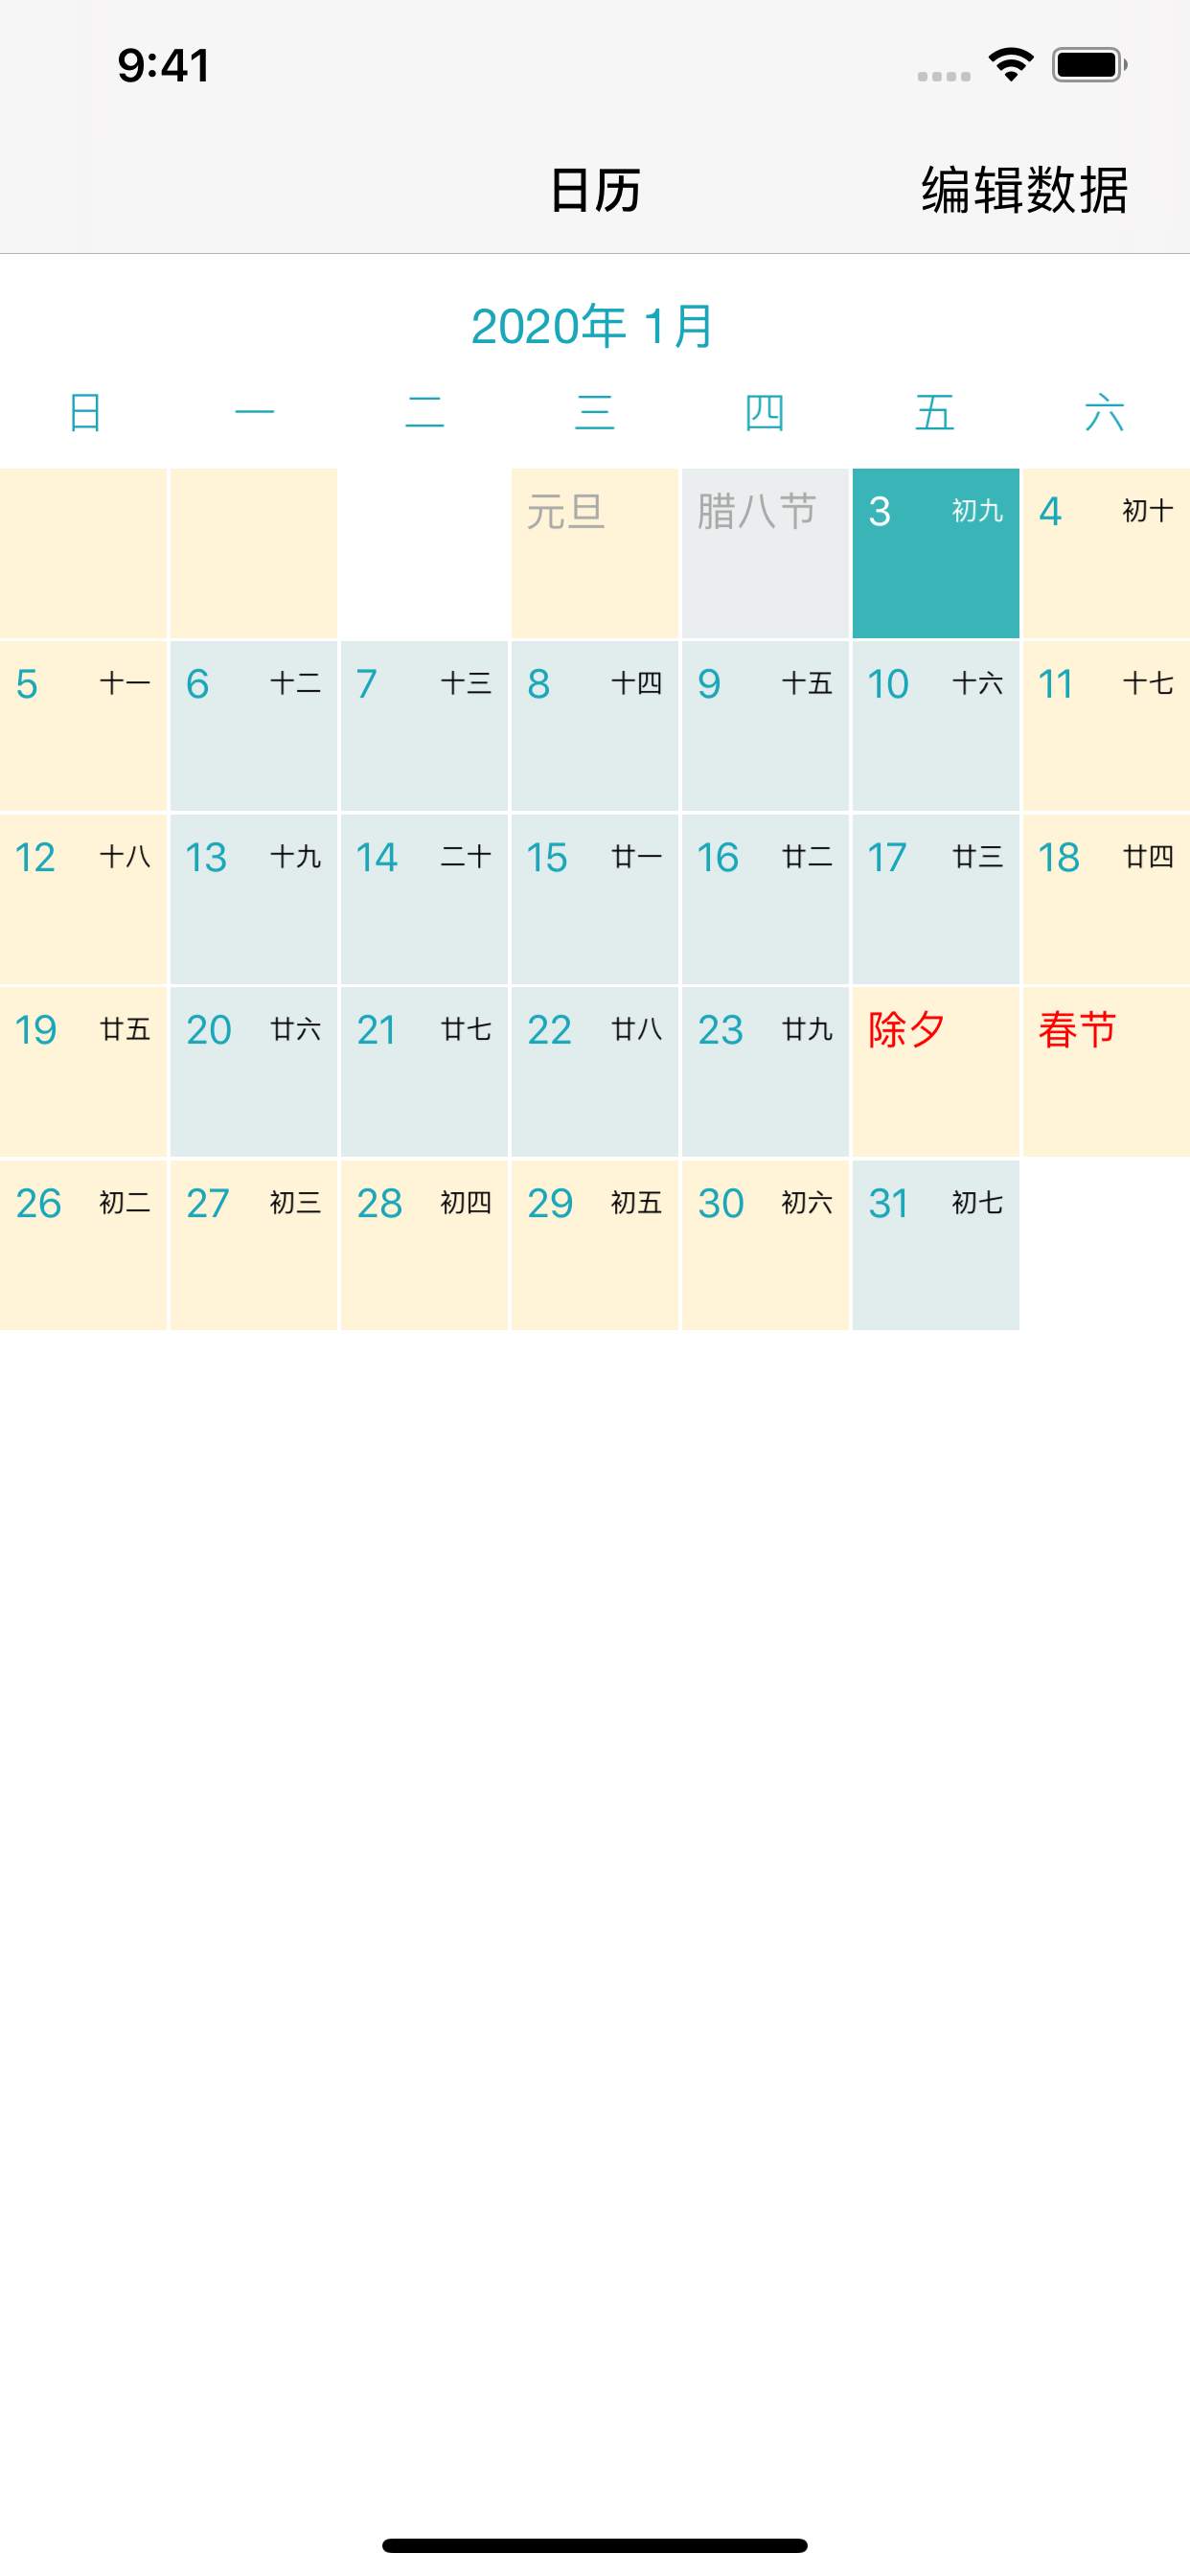 9:41
日历 编辑数据
2020年 1月
日 一 二 三 四 五 六
元旦 腊八节 3 初九 4 初十
5 十一 6 十二 7 十三 8 十四 9 十五 10 十六 11 十七
12 十八 13 十九 14 二十 15 廿一 16 廿二 17 廿三 18 廿四
19 廿五 20 廿六 21 廿七 22 廿八 23 廿九 除夕 春节
26 初二 27 初三 28 初四 29 初五 30 初六 31 初七